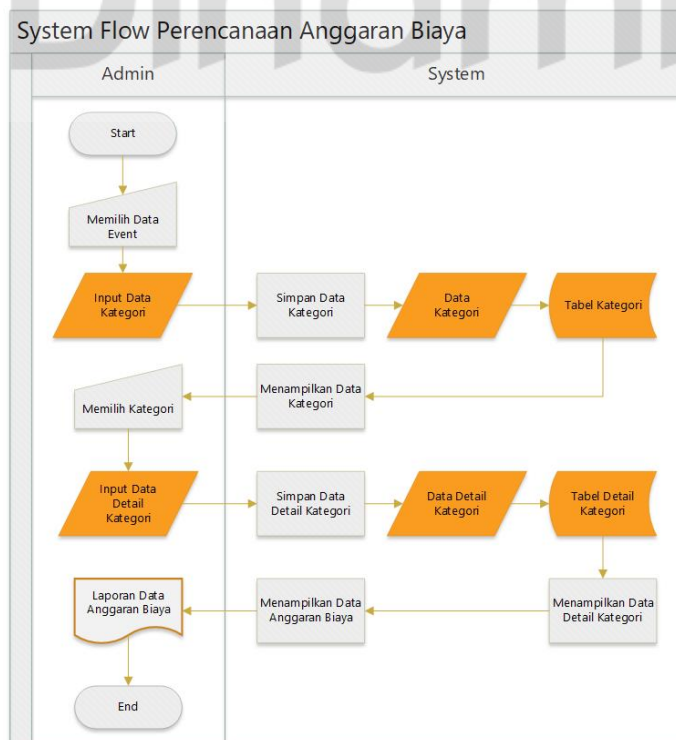 System Flow Perencanaan Anggaran Biaya
Admin
System
Start
Memilih Data
Event
Input Data
Kategori
Simpan Data
Kategori
Data
Kategori
Tabel Kategori
Memilih Kategori
Menampilkan Data
Kategori
Input Data
Detail
Kategori
Simpan Data
Detail Kategori
Data Detail
Kategori
Tabel Detail
Kategori
Laporan Data
Anggaran Biaya
Menampilkan Data
Anggaran Biaya
Menampilkan Data
Detail Kategori
End